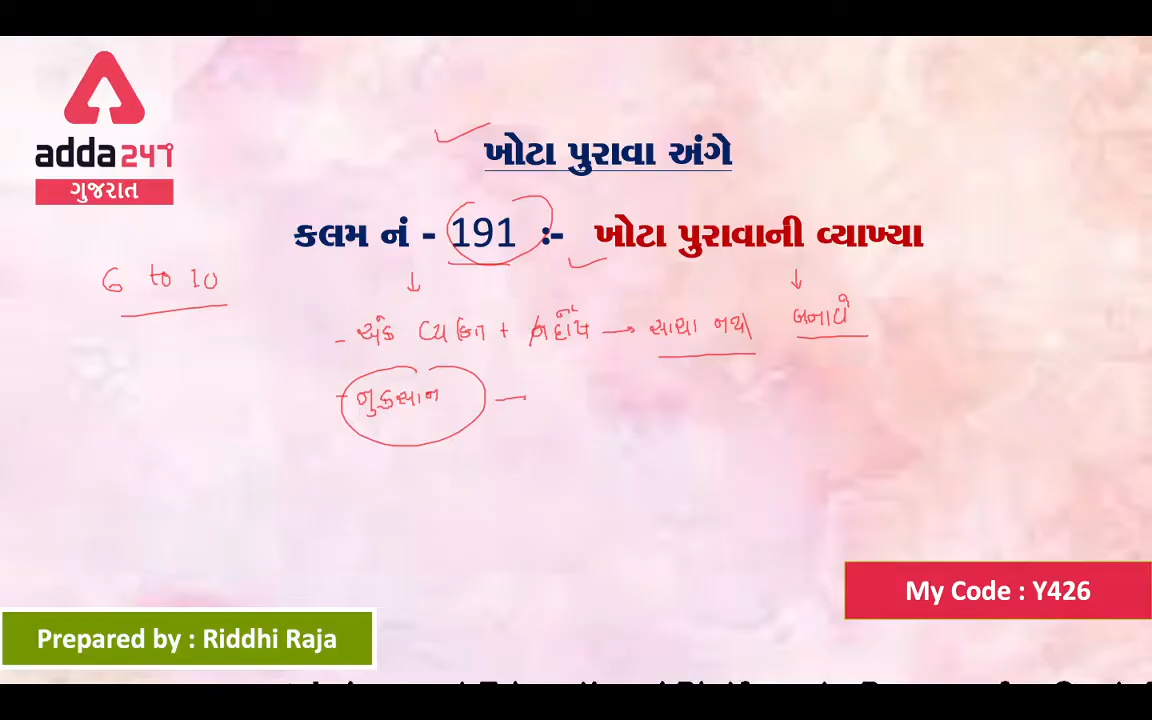 adda247
ગુજરાત
ખોટા પુરાવા અંગે
કલમ નં - 191 :- ખોટા પુરાવાની વ્યાખ્યા
6 to 10
- એક વ્યકિત + → સાચા નથી બનાવે
- નુકસાન -
My Code : Y426
Prepared by : Riddhi Raja